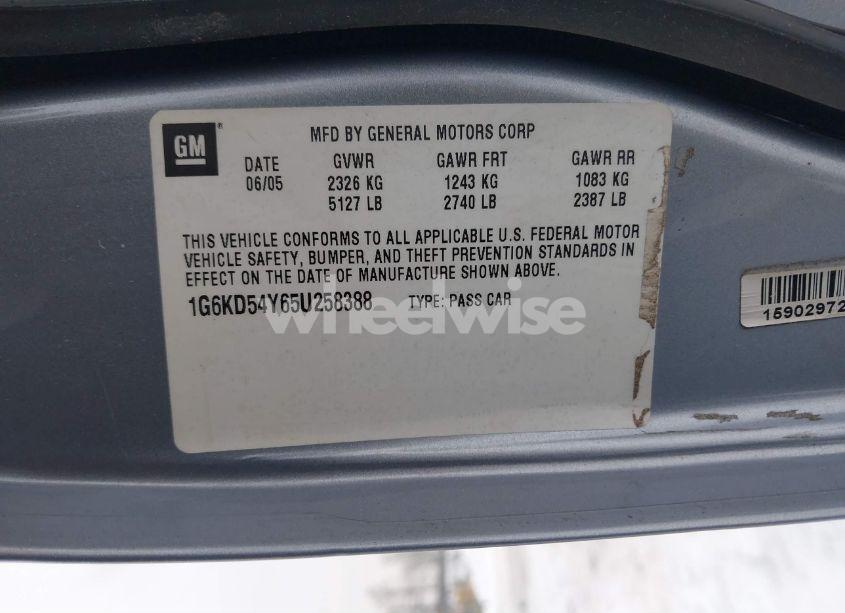 GM ®
MFD BY GENERAL MOTORS CORP
DATE GVWR GAWR FRT GAWR RR
06/05 2326 KG 1243 KG 1083 KG
5127 LB 2740 LB 2387 LB
THIS VEHICLE CONFORMS TO ALL APPLICABLE U.S. FEDERAL MOTOR
VEHICLE SAFETY, BUMPER, AND THEFT PREVENTION STANDARDS IN
EFFECT ON THE DATE OF MANUFACTURE SHOWN ABOVE.
1G6KD54Y65U258388 TYPE: PASS CAR
wheelwise
15902972